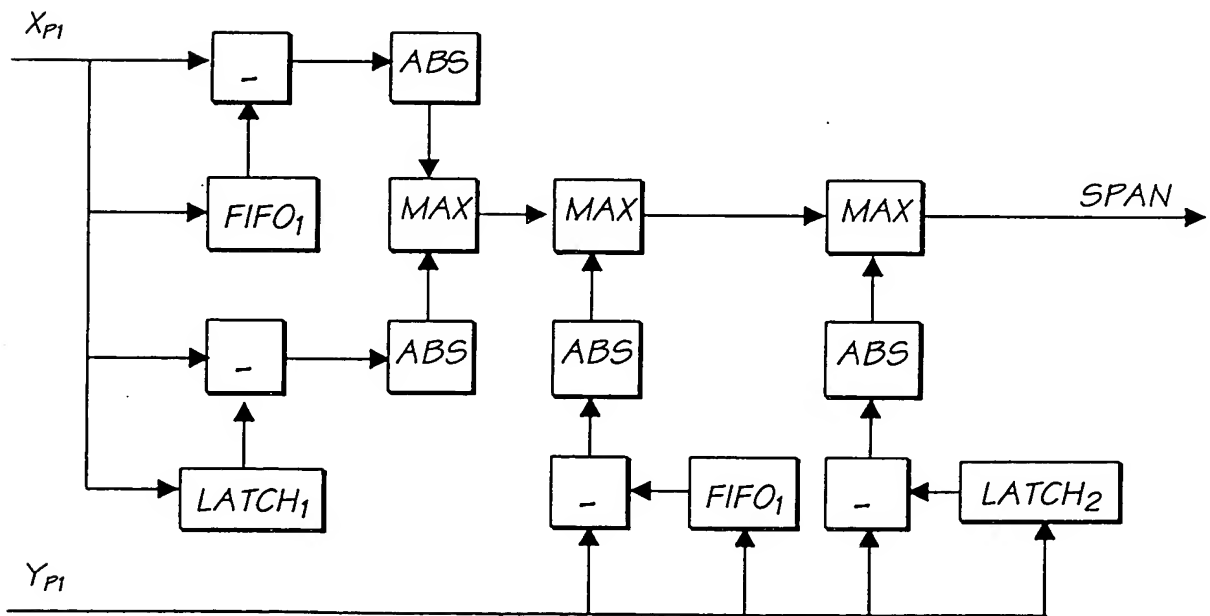 X_P1
-
ABS
FIFO_1
MAX
MAX
MAX
SPAN
-
ABS
ABS
ABS
LATCH_1
-
FIFO_1
-
LATCH_2
Y_P1